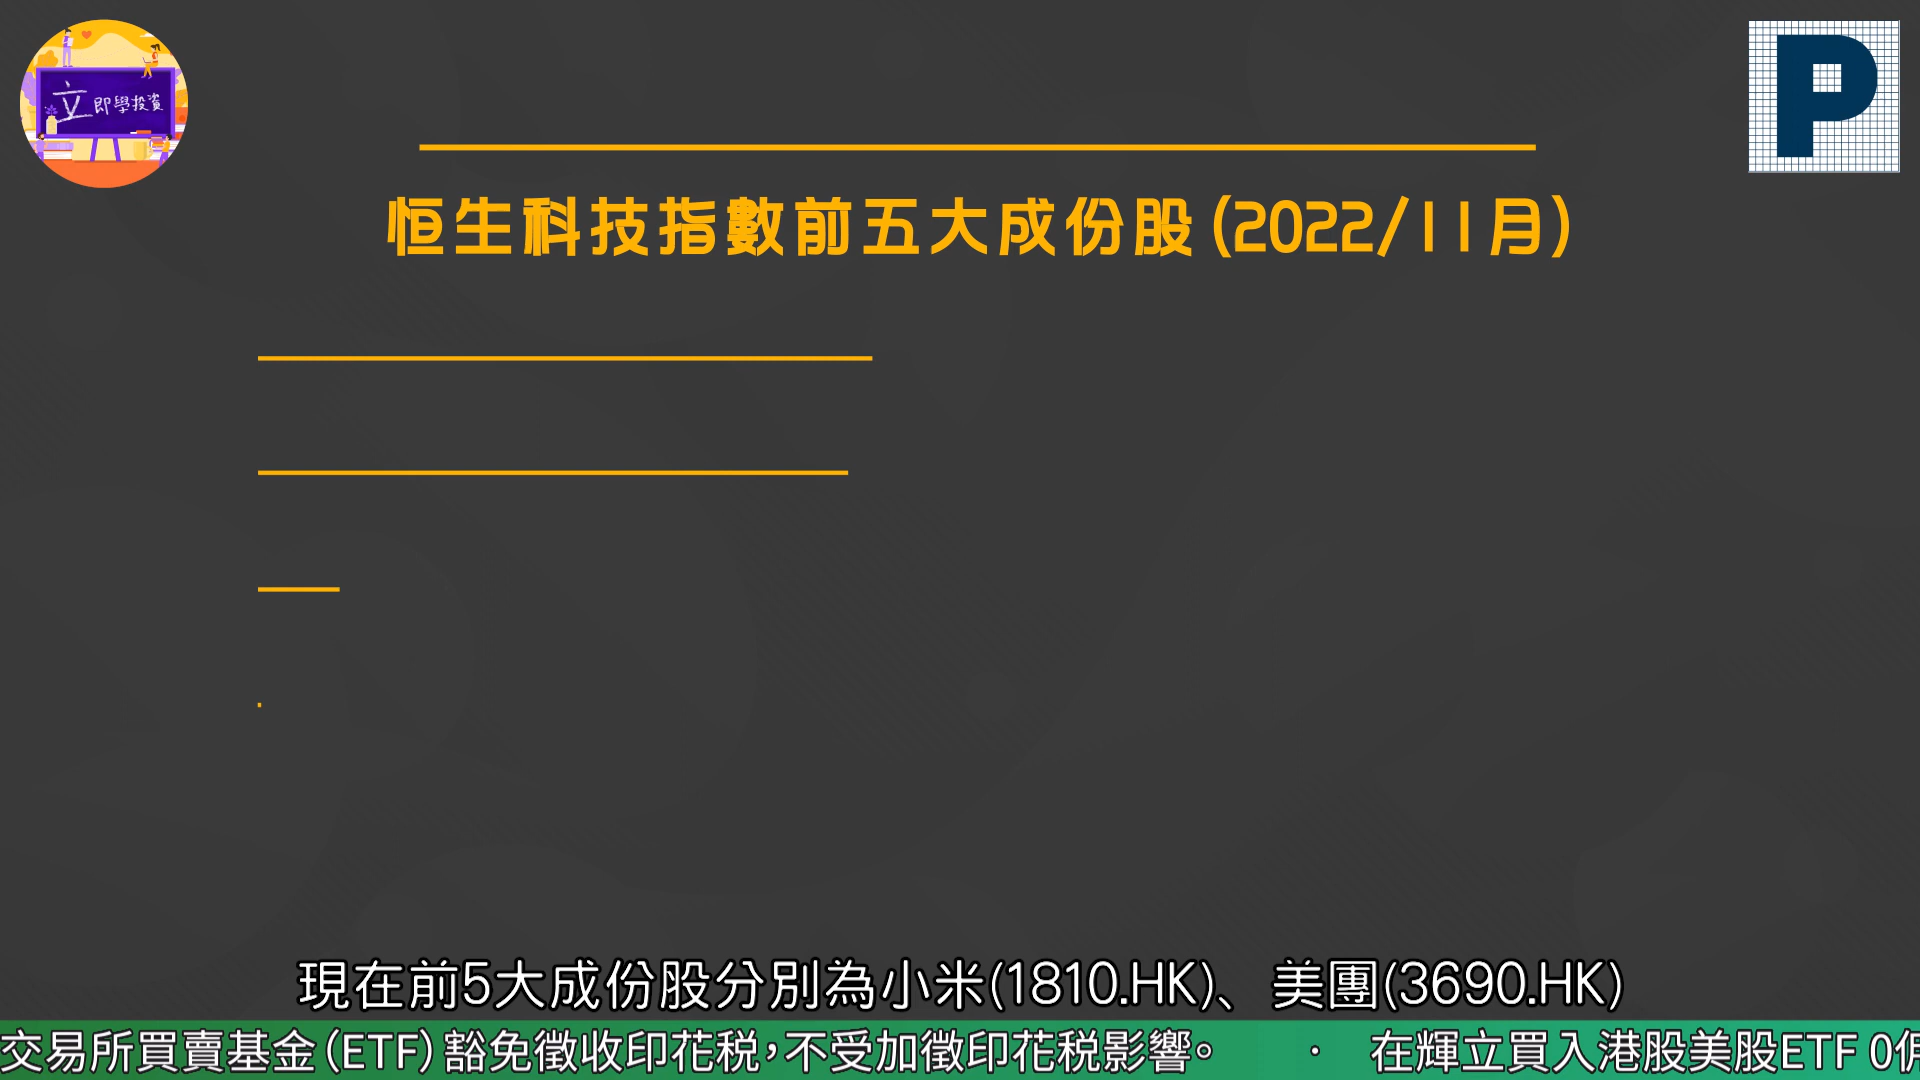 立即學投資
P
恒生科技指數前五大成份股(2022/11月)
現在前5大成份股分別為小米(1810.HK)、美團(3690.HK)
交易所買賣基金(ETF)豁免徵收印花稅,不受加徵印花稅影響。 · 在輝立買入港股美股ETF 0佣